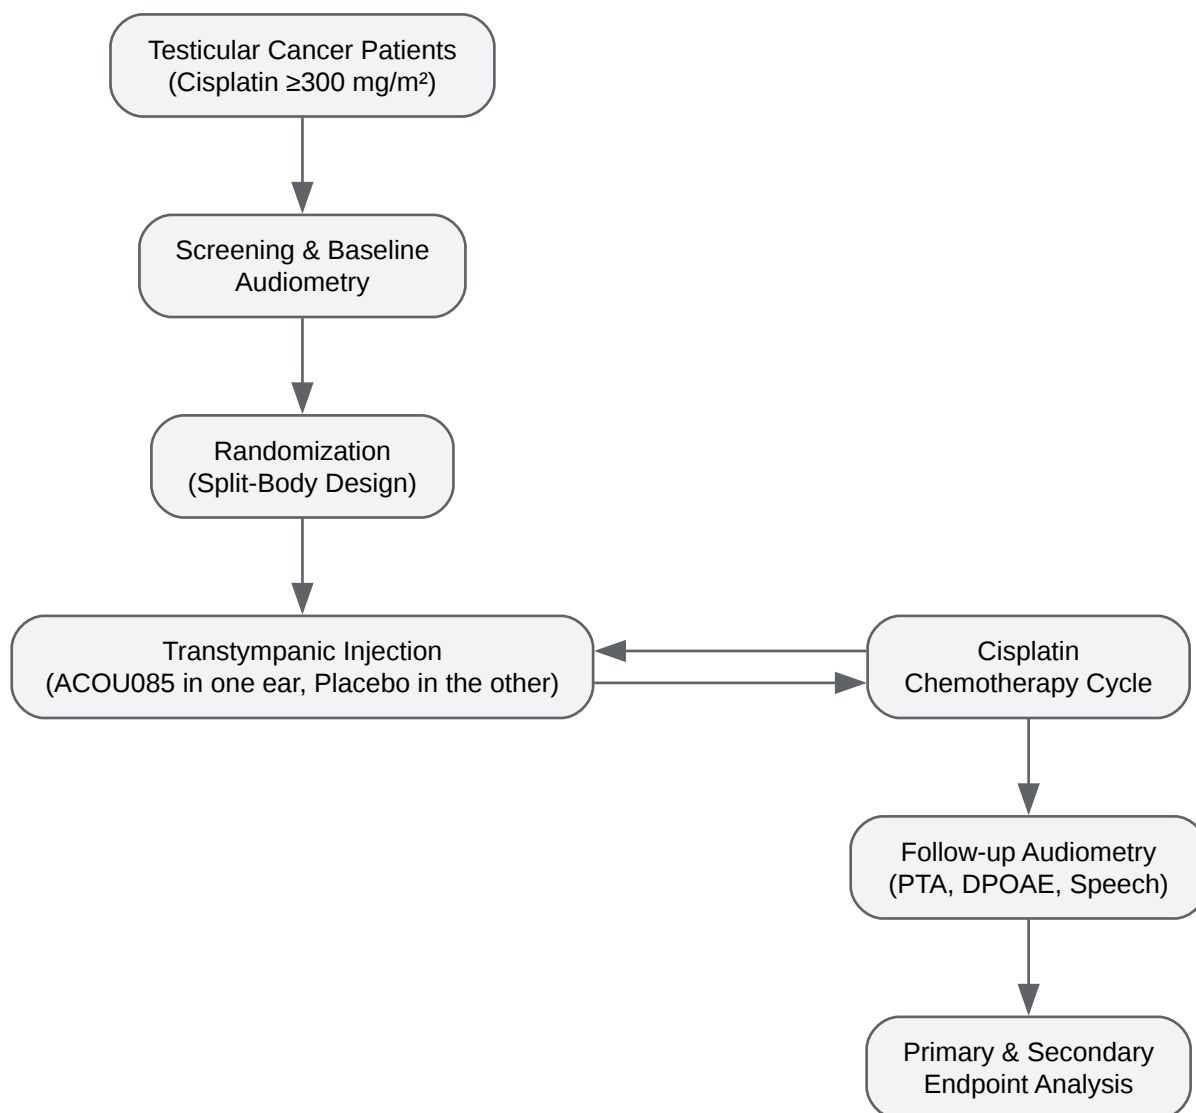 Testicular Cancer Patients
(Cisplatin ≥300 mg/m²)
Screening & Baseline
Audiometry
Randomization
(Split-Body Design)
Transtympanic Injection
(ACOU085 in one ear, Placebo in the other)
Cisplatin
Chemotherapy Cycle
Follow-up Audiometry
(PTA, DPOAE, Speech)
Primary & Secondary
Endpoint Analysis